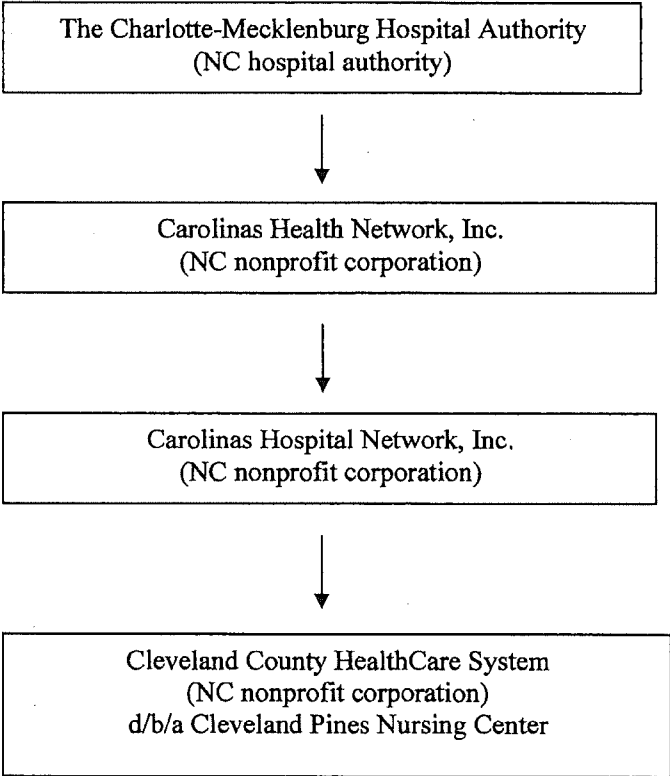 The Charlotte-Mecklenburg Hospital Authority
(NC hospital authority)
Carolinas Health Network, Inc.
(NC nonprofit corporation)
Carolinas Hospital Network, Inc.
(NC nonprofit corporation)
Cleveland County HealthCare System
(NC nonprofit corporation)
d/b/a Cleveland Pines Nursing Center